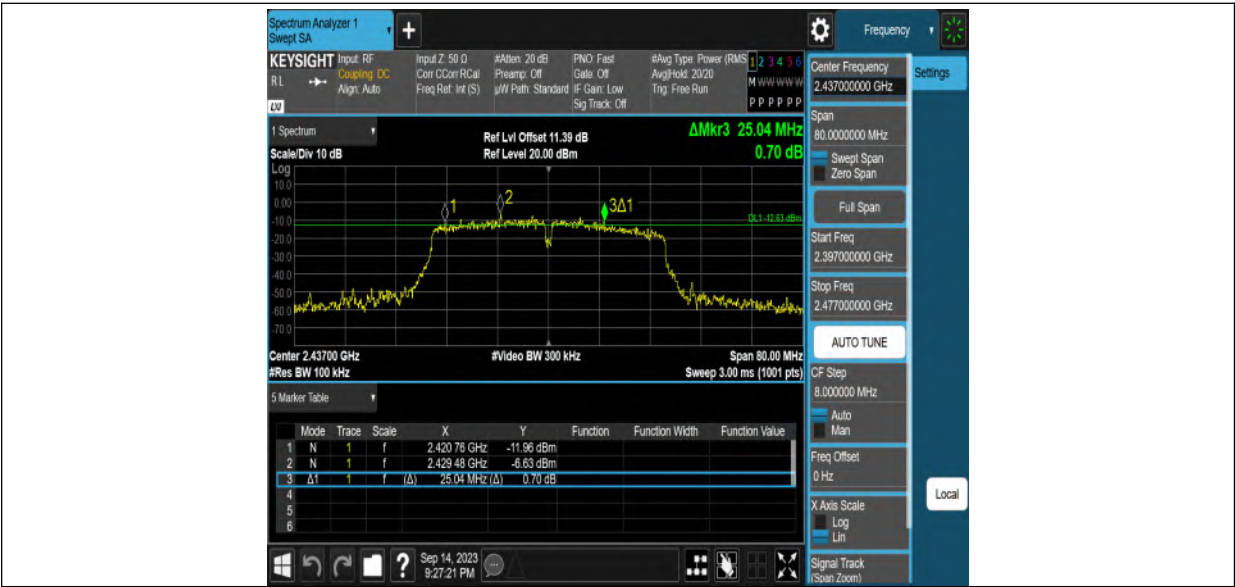 Spectrum Analyzer 1
Swept SA
+
Frequency
KEYSIGHT Input: RF Input Z: 50 Ω #Atten: 20 dB PNO: Fast #Avg Type: Power (RMS 1 2 3 4 5 6
RL Coupling: DC Corr CCorr RCal Preamp: Off Gate: Off Avg|Hold: 20/20 M W W W W W
Align: Auto Freq Ref: Int (S) µW Path: Standard IF Gain: Low Trig: Free Run
LXI Sig Track: Off P P P P P P
1 Spectrum
Ref Lvl Offset 11.39 dB ΔMkr3 25.04 MHz
Scale/Div 10 dB Ref Level 20.00 dBm 0.70 dB
Log
10.0
0.00
-10.0
-20.0
-30.0
-40.0
-50.0
-60.0
-70.0
1
2
3Δ1
DL1 -12.63 dBm
Center 2.43700 GHz #Video BW 300 kHz Span 80.00 MHz
#Res BW 100 kHz Sweep 3.00 ms (1001 pts)
5 Marker Table
Mode Trace Scale X Y Function Function Width Function Value
1 N 1 f 2.420 76 GHz -11.96 dBm
2 N 1 f 2.429 48 GHz -6.63 dBm
3 Δ1 1 f (Δ) 25.04 MHz (Δ) 0.70 dB
4
5
6
Center Frequency
2.437000000 GHz
Settings
Span
80.0000000 MHz
Swept Span
Zero Span
Full Span
Start Freq
2.397000000 GHz
Stop Freq
2.477000000 GHz
AUTO TUNE
CF Step
8.000000 MHz
Auto
Man
Freq Offset
0 Hz
X Axis Scale
Log
Lin
Signal Track
(Span Zoom)
Local
?
Sep 14, 2023
9:27:21 PM